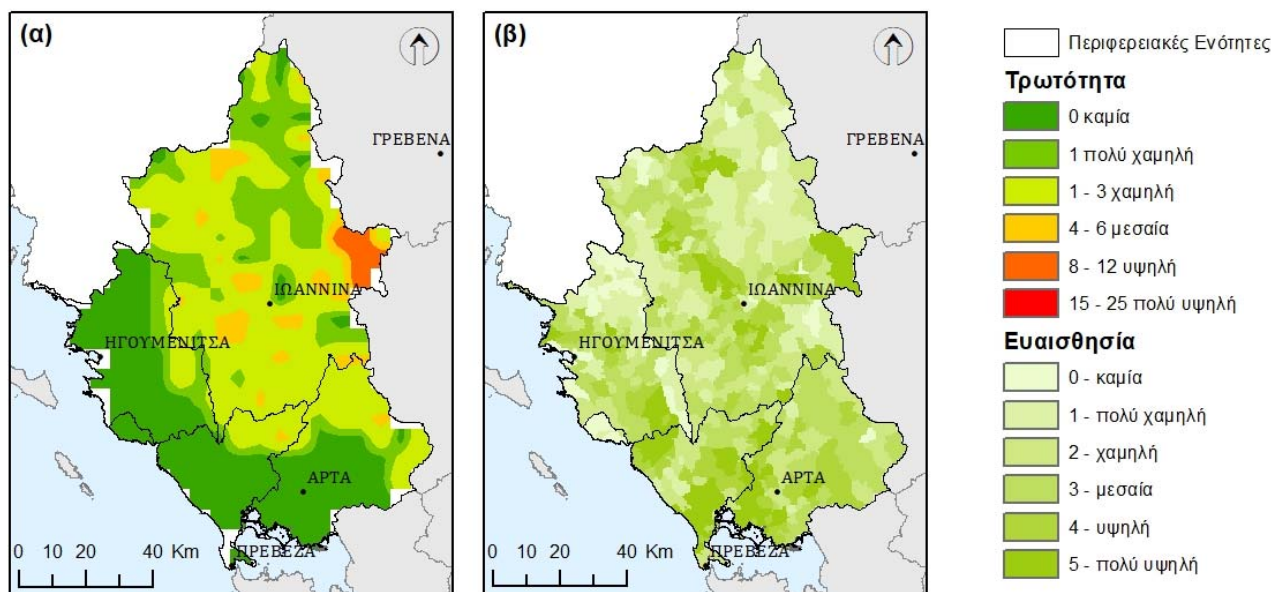 (α)
ΓΡΕΒΕΝΑ
ΙΩΑΝΝΙΝΑ
ΗΓΟΥΜΕΝΙΤΣΑ
ΑΡΤΑ
ΠΡΕΒΕΖΑ
0 10 20 40 Km
(β)
ΓΡΕΒΕΝΑ
ΙΩΑΝΝΙΝΑ
ΗΓΟΥΜΕΝΙΤΣΑ
ΑΡΤΑ
ΠΡΕΒΕΖΑ
0 10 20 40 Km
Περιφερειακές Ενότητες
Τρωτότητα
0 καμία
1 πολύ χαμηλή
1 - 3 χαμηλή
4 - 6 μεσαία
8 - 12 υψηλή
15 - 25 πολύ υψηλή
Ευαισθησία
0 - καμία
1 - πολύ χαμηλή
2 - χαμηλή
3 - μεσαία
4 - υψηλή
5 - πολύ υψηλή